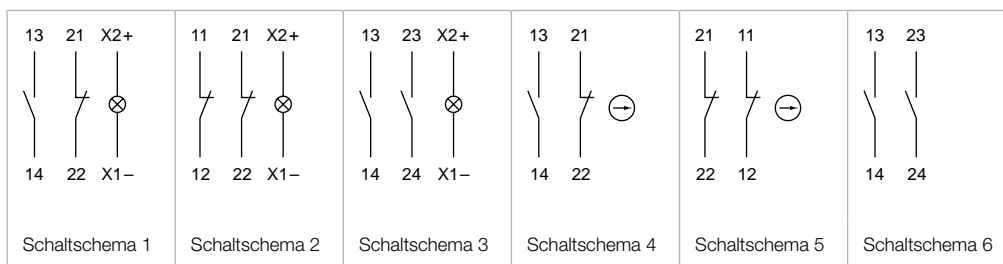 13 21 X2+
14 22 X1–
Schaltschema 1
11 21 X2+
12 22 X1–
Schaltschema 2
13 23 X2+
14 24 X1–
Schaltschema 3
13 21
14 22
Schaltschema 4
21 11
22 12
Schaltschema 5
13 23
14 24
Schaltschema 6